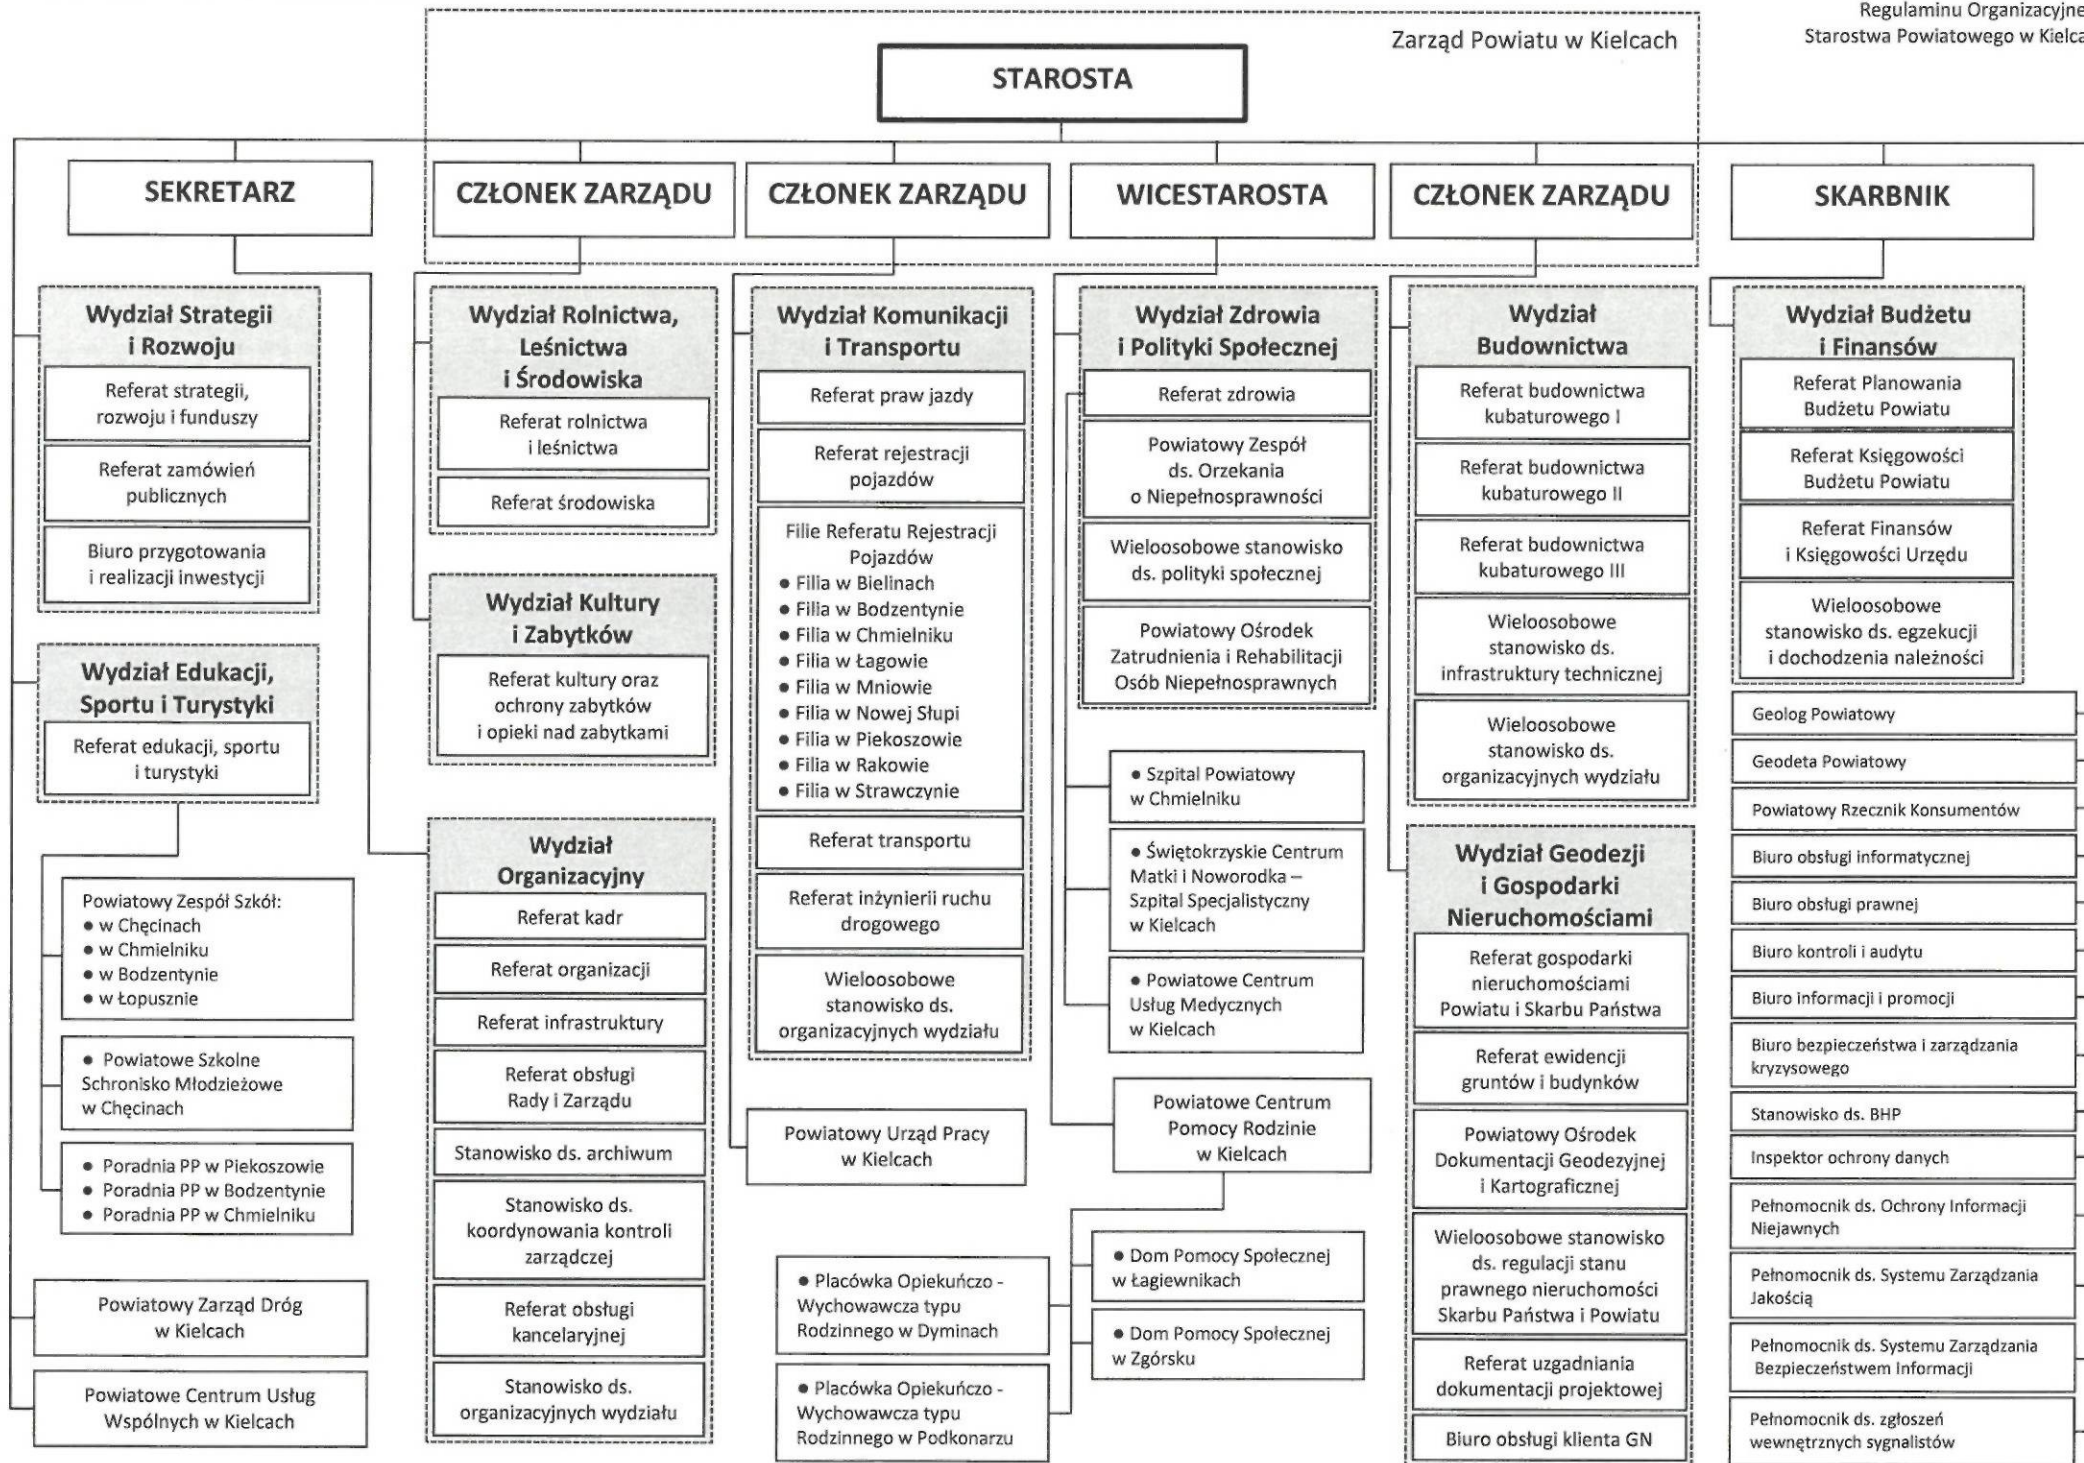 Regulaminu Organizacyjne
Starostwa Powiatowego w Kielca
Zarząd Powiatu w Kielcach
STAROSTA
SEKRETARZ
CZŁONEK ZARZĄDU
CZŁONEK ZARZĄDU
WICESTAROSTA
CZŁONEK ZARZĄDU
SKARBNIK
Wydział Strategii
i Rozwoju
Referat strategii,
rozwoju i funduszy
Referat zamówień
publicznych
Biuro przygotowania
i realizacji inwestycji
Wydział Edukacji,
Sportu i Turystyki
Referat edukacji, sportu
i turystyki
Powiatowy Zespół Szkół:
● w Chęcinach
● w Chmielniku
● w Bodzentynie
● w Łopusznie
● Powiatowe Szkolne
Schronisko Młodzieżowe
w Chęcinach
● Poradnia PP w Piekoszowie
● Poradnia PP w Bodzentynie
● Poradnia PP w Chmielniku
Powiatowy Zarząd Dróg
w Kielcach
Powiatowe Centrum Usług
Wspólnych w Kielcach
Wydział Rolnictwa,
Leśnictwa
i Środowiska
Referat rolnictwa
i leśnictwa
Referat środowiska
Wydział Kultury
i Zabytków
Referat kultury oraz
ochrony zabytków
i opieki nad zabytkami
Wydział
Organizacyjny
Referat kadr
Referat organizacji
Referat infrastruktury
Referat obsługi
Rady i Zarządu
Stanowisko ds. archiwum
Stanowisko ds.
koordynowania kontroli
zarządczej
Referat obsługi
kancelaryjnej
Stanowisko ds.
organizacyjnych wydziału
Wydział Komunikacji
i Transportu
Referat praw jazdy
Referat rejestracji
pojazdów
Filie Referatu Rejestracji
Pojazdów
● Filia w Bielinach
● Filia w Bodzentynie
● Filia w Chmielniku
● Filia w Łagowie
● Filia w Mniowie
● Filia w Nowej Słupi
● Filia w Piekoszowie
● Filia w Rakowie
● Filia w Strawczynie
Referat transportu
Referat inżynierii ruchu
drogowego
Wieloosobowe
stanowisko ds.
organizacyjnych wydziału
Powiatowy Urząd Pracy
w Kielcach
● Placówka Opiekuńczo -
Wychowawcza typu
Rodzinnego w Dyminach
● Placówka Opiekuńczo -
Wychowawcza typu
Rodzinnego w Podkonarzu
Wydział Zdrowia
i Polityki Społecznej
Referat zdrowia
Powiatowy Zespół
ds. Orzekania
o Niepełnosprawności
Wieloosobowe stanowisko
ds. polityki społecznej
Powiatowy Ośrodek
Zatrudnienia i Rehabilitacji
Osób Niepełnosprawnych
● Szpital Powiatowy
w Chmielniku
● Świętokrzyskie Centrum
Matki i Noworodka –
Szpital Specjalistyczny
w Kielcach
● Powiatowe Centrum
Usług Medycznych
w Kielcach
Powiatowe Centrum
Pomocy Rodzinie
w Kielcach
● Dom Pomocy Społecznej
w Łagiewnikach
● Dom Pomocy Społecznej
w Zgórsku
Wydział
Budownictwa
Referat budownictwa
kubaturowego I
Referat budownictwa
kubaturowego II
Referat budownictwa
kubaturowego III
Wieloosobowe
stanowisko ds.
infrastruktury technicznej
Wieloosobowe
stanowisko ds.
organizacyjnych wydziału
Wydział Geodezji
i Gospodarki
Nieruchomościami
Referat gospodarki
nieruchomościami
Powiatu i Skarbu Państwa
Referat ewidencji
gruntów i budynków
Powiatowy Ośrodek
Dokumentacji Geodezyjnej
i Kartograficznej
Wieloosobowe stanowisko
ds. regulacji stanu
prawnego nieruchomości
Skarbu Państwa i Powiatu
Referat uzgadniania
dokumentacji projektowej
Biuro obsługi klienta GN
Wydział Budżetu
i Finansów
Referat Planowania
Budżetu Powiatu
Referat Księgowości
Budżetu Powiatu
Referat Finansów
i Księgowości Urzędu
Wieloosobowe
stanowisko ds. egzekucji
i dochodzenia należności
Geolog Powiatowy
Geodeta Powiatowy
Powiatowy Rzecznik Konsumentów
Biuro obsługi informatycznej
Biuro obsługi prawnej
Biuro kontroli i audytu
Biuro informacji i promocji
Biuro bezpieczeństwa i zarządzania
kryzysowego
Stanowisko ds. BHP
Inspektor ochrony danych
Pełnomocnik ds. Ochrony Informacji
Niejawnych
Pełnomocnik ds. Systemu Zarządzania
Jakością
Pełnomocnik ds. Systemu Zarządzania
Bezpieczeństwem Informacji
Pełnomocnik ds. zgłoszeń
wewnętrznych sygnalistów